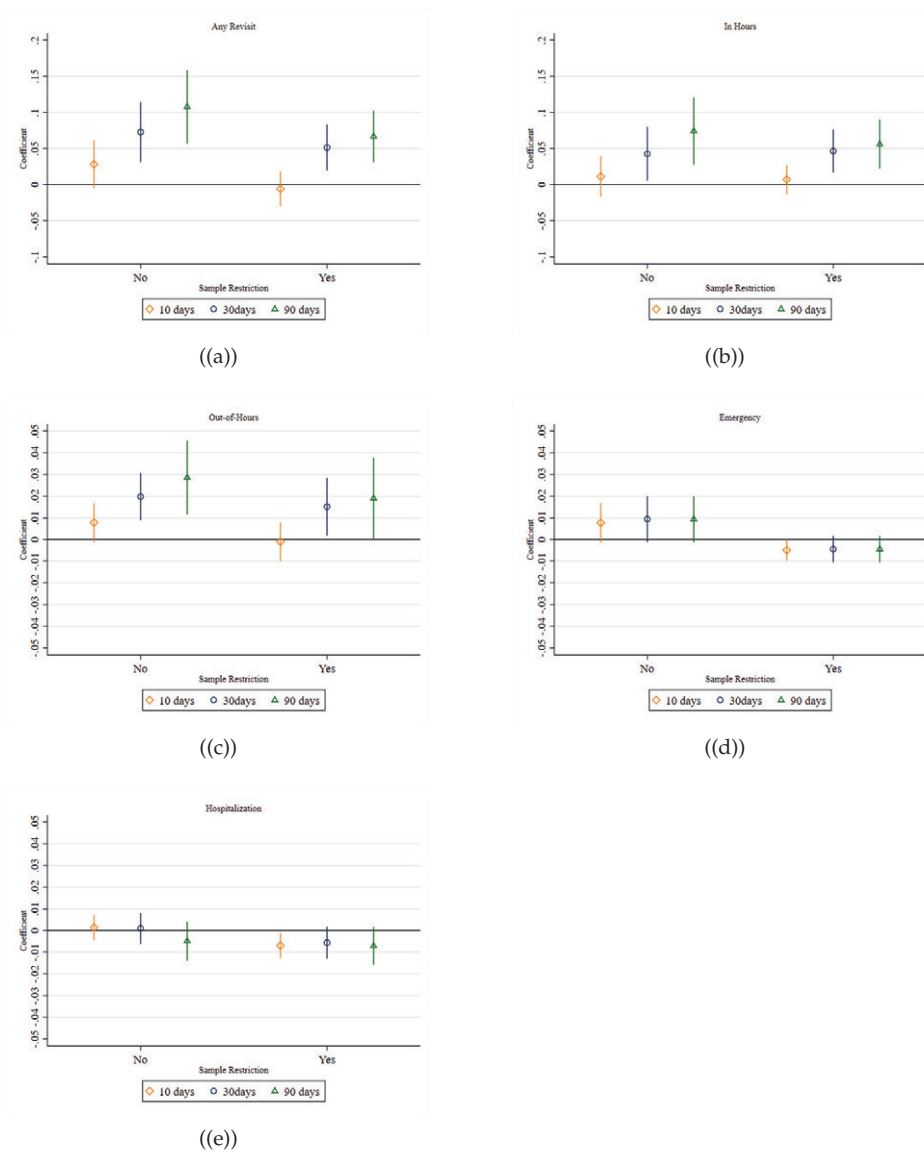 Any Revisit
.2
.15
.1
.05
0
-.05
-.1
Coefficient
No Yes
Sample Restriction
10 days 30days 90 days
((a))
In Hours
.2
.15
.1
.05
0
-.05
-.1
Coefficient
No Yes
Sample Restriction
10 days 30days 90 days
((b))
Out-of-Hours
.05
.04
.03
.02
.01
0
-.01
-.02
-.03
-.04
-.05
Coefficient
No Yes
Sample Restriction
10 days 30days 90 days
((c))
Emergency
.05
.04
.03
.02
.01
0
-.01
-.02
-.03
-.04
-.05
Coefficient
No Yes
Sample Restriction
10 days 30days 90 days
((d))
Hospitalization
.05
.04
.03
.02
.01
0
-.01
-.02
-.03
-.04
-.05
Coefficient
No Yes
Sample Restriction
10 days 30days 90 days
((e))